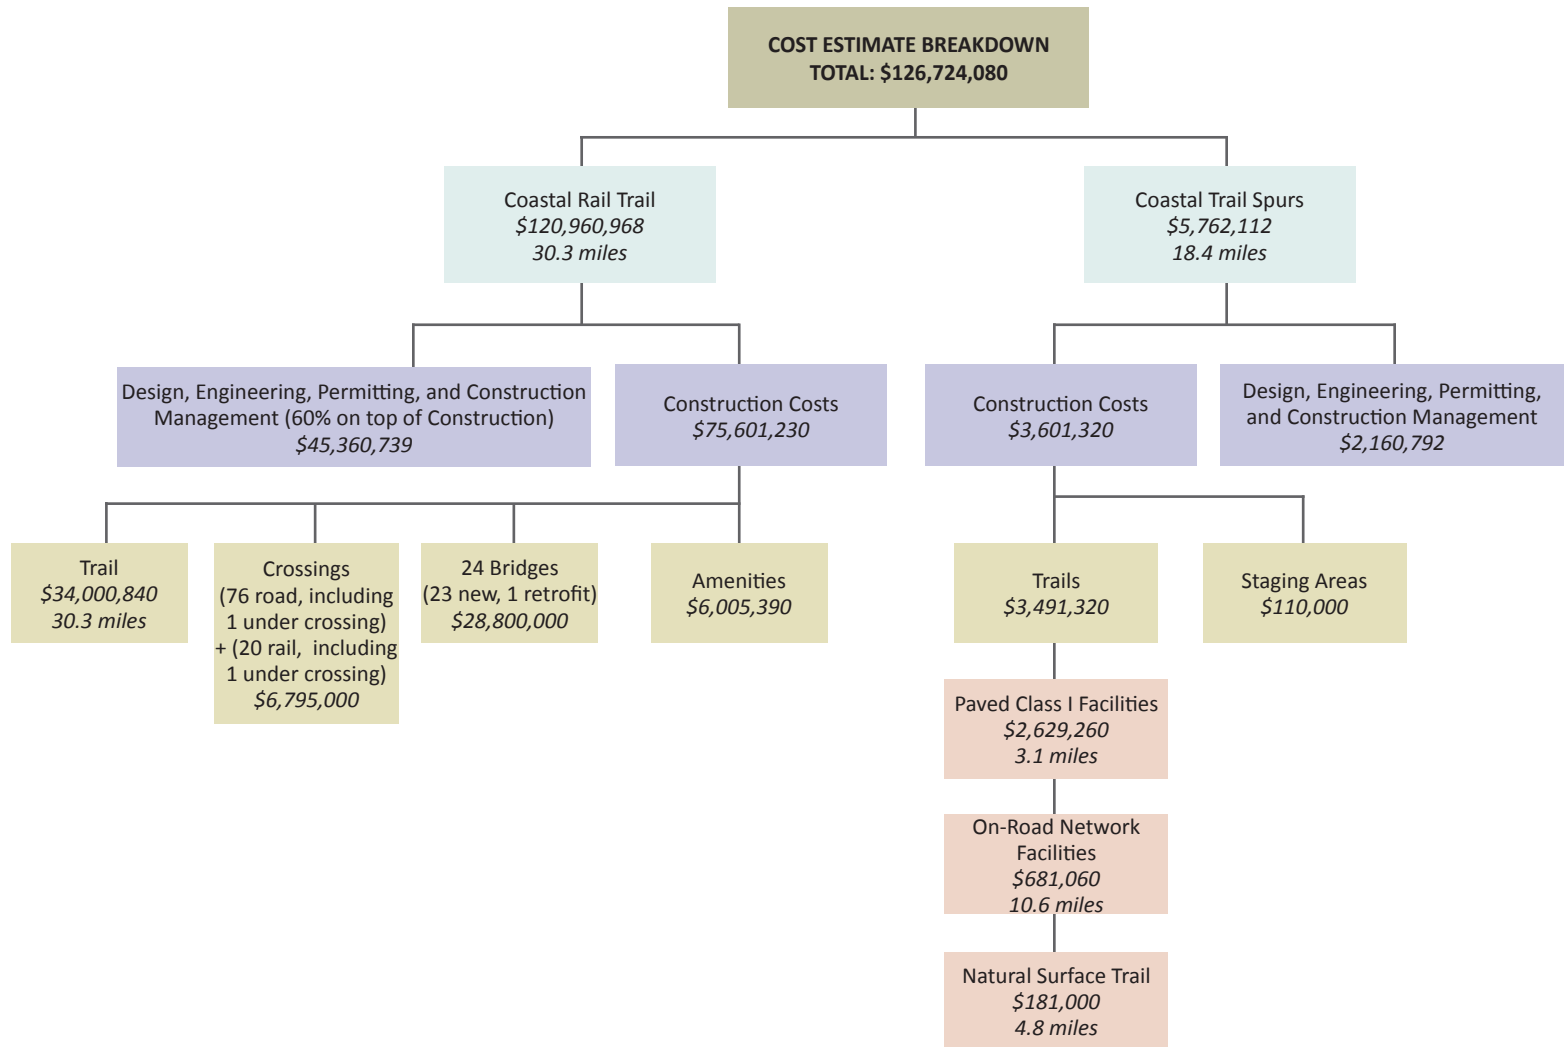 COST ESTIMATE BREAKDOWN
TOTAL: $126,724,080
Coastal Rail Trail
$120,960,968
30.3 miles
Coastal Trail Spurs
$5,762,112
18.4 miles
Design, Engineering, Permitting, and Construction
Management (60% on top of Construction)
$45,360,739
Construction Costs
$75,601,230
Construction Costs
$3,601,320
Design, Engineering, Permitting,
and Construction Management
$2,160,792
Trail
$34,000,840
30.3 miles
Crossings
(76 road, including
1 under crossing)
+ (20 rail, including
1 under crossing)
$6,795,000
24 Bridges
(23 new, 1 retrofit)
$28,800,000
Amenities
$6,005,390
Trails
$3,491,320
Staging Areas
$110,000
Paved Class I Facilities
$2,629,260
3.1 miles
On-Road Network
Facilities
$681,060
10.6 miles
Natural Surface Trail
$181,000
4.8 miles